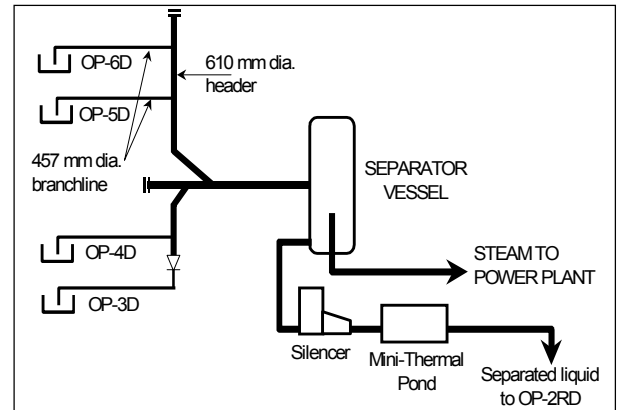 OP-6D
610 mm dia.
header
OP-5D
457 mm dia.
branchline
SEPARATOR
VESSEL
OP-4D
STEAM TO
POWER PLANT
OP-3D
Silencer
Mini-Thermal
Pond
Separated liquid
to OP-2RD